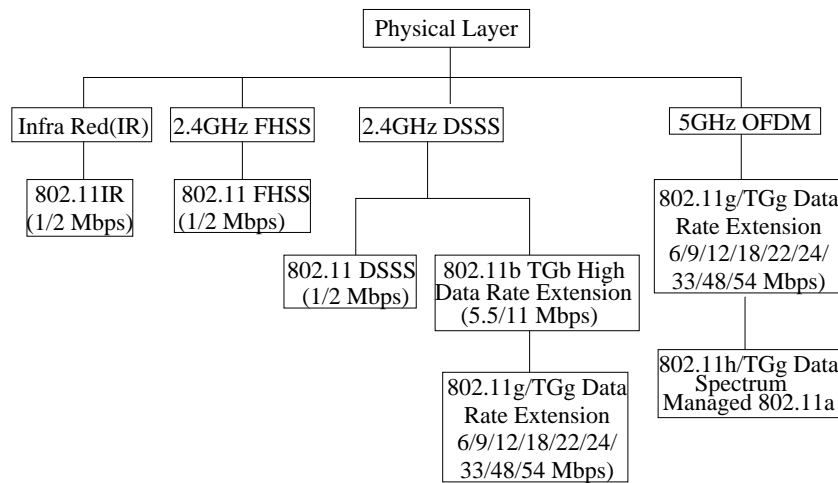 Physical Layer
Infra Red(IR)
2.4GHz FHSS
2.4GHz DSSS
5GHz OFDM
802.11IR
(1/2 Mbps)
802.11 FHSS
(1/2 Mbps)
802.11 DSSS
(1/2 Mbps)
802.11b TGb High
Data Rate Extension
(5.5/11 Mbps)
802.11g/TGg Data
Rate Extension
6/9/12/18/22/24/
33/48/54 Mbps)
802.11g/TGg Data
Rate Extension
6/9/12/18/22/24/
33/48/54 Mbps)
802.11h/TGg Data
Spectrum
Managed 802.11a